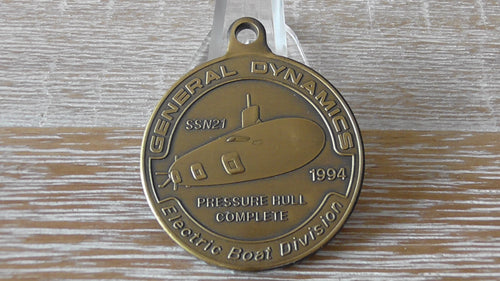 GENERAL DYNAMICS
SSN21
1994
PRESSURE HULL
COMPLETE
Electric Boat Division